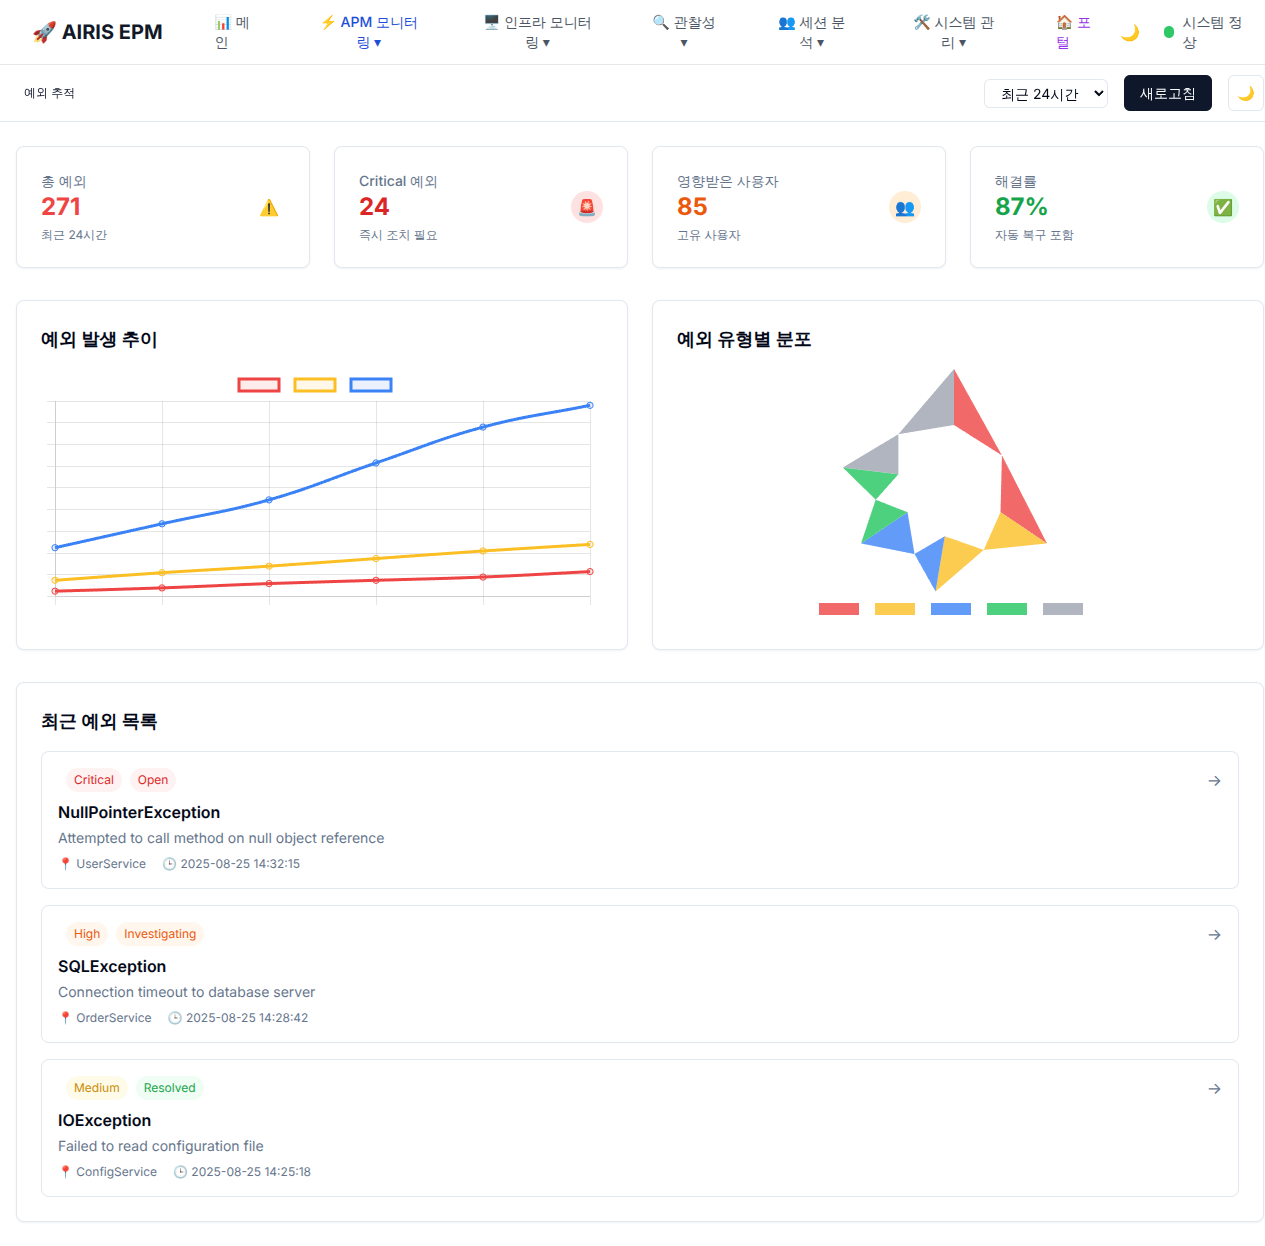 🚀 AIRIS EPM
📊 메
인
⚡ APM 모니터
링 ▾
🖥️ 인프라 모니터
링 ▾
🔍 관찰성
▾
👥 세션 분
석 ▾
🛠️ 시스템 관
리 ▾
🏠 포
털
🌙
시스템 정
상
예외 추적
최근 24시간
새로고침
🌙
총 예외
271
최근 24시간
⚠️
Critical 예외
24
즉시 조치 필요
🚨
영향받은 사용자
85
고유 사용자
👥
해결률
87%
자동 복구 포함
✅
예외 발생 추이
예외 유형별 분포
최근 예외 목록
Critical Open
→
NullPointerException
Attempted to call method on null object reference
📍 UserService 🕒 2025-08-25 14:32:15
High Investigating
→
SQLException
Connection timeout to database server
📍 OrderService 🕒 2025-08-25 14:28:42
Medium Resolved
→
IOException
Failed to read configuration file
📍 ConfigService 🕒 2025-08-25 14:25:18